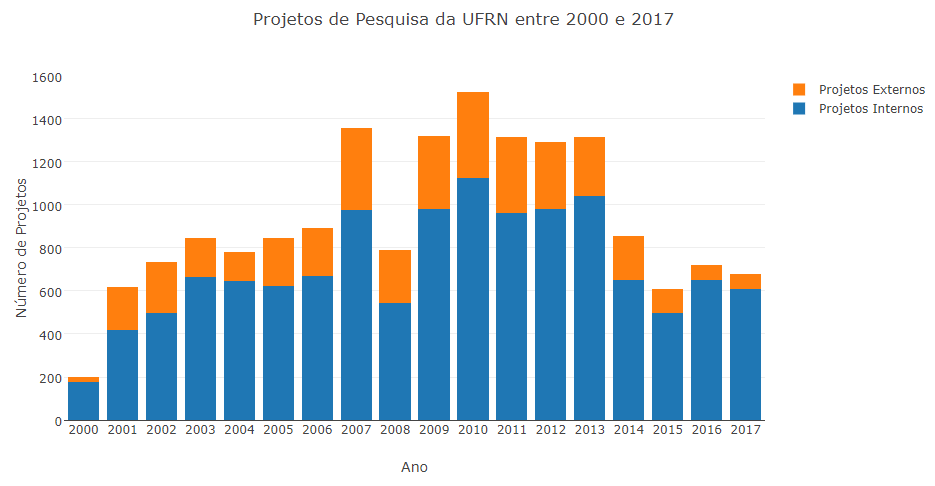 Projetos de Pesquisa da UFRN entre 2000 e 2017
Projetos Externos
Projetos Internos
Número de Projetos
1600
1400
1200
1000
800
600
400
200
0
2000 2001 2002 2003 2004 2005 2006 2007 2008 2009 2010 2011 2012 2013 2014 2015 2016 2017
Ano